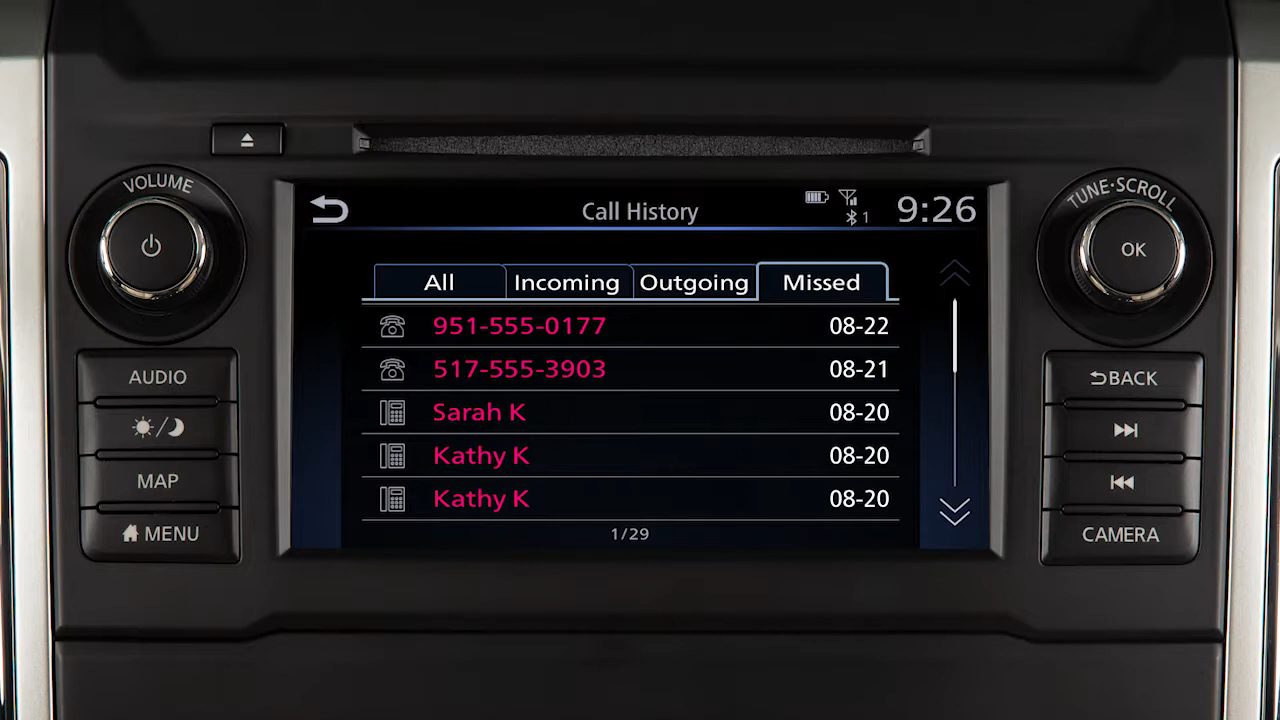 VOLUME
TUNE·SCROLL
Call History
1
9:26
OK
All Incoming Outgoing Missed
951-555-0177 08-22
517-555-3903 08-21
Sarah K 08-20
Kathy K 08-20
Kathy K 08-20
1/29
AUDIO
MAP
MENU
BACK
CAMERA